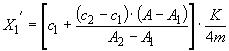 X₁′ = [c₁ + (c₂ − c₁) · (A − A₁) / (A₂ − A₁)] · K / 4m